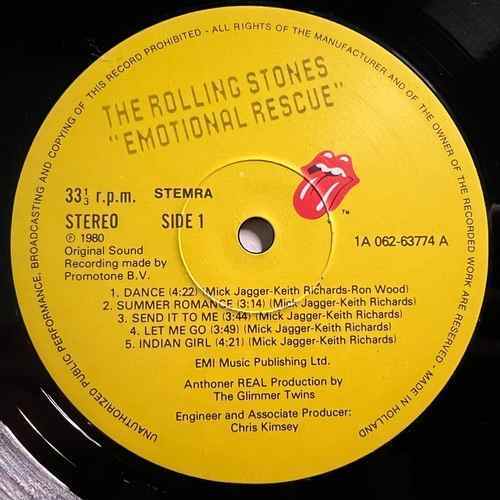 UNAUTHORIZED PUBLIC PERFORMANCE, BROADCASTING AND COPYING OF THIS RECORD PROHIBITED - ALL RIGHTS OF THE MANUFACTURER AND OF THE OWNER OF THE RECORDED WORK ARE RESERVED - MADE IN HOLLAND
THE ROLLING STONES
"EMOTIONAL RESCUE"
33 1/3 r.p.m. STEMRA
STEREO SIDE 1
℗ 1980
Original Sound
Recording made by
Promotone B.V.
TM
1A 062-63774 A
1. DANCE (4:22) (Mick Jagger-Keith Richards-Ron Wood)
2. SUMMER ROMANCE (3:14) (Mick Jagger-Keith Richards)
3. SEND IT TO ME (3:44) (Mick Jagger-Keith Richards)
4. LET ME GO (3:49) (Mick Jagger-Keith Richards)
5. INDIAN GIRL (4:21) (Mick Jagger-Keith Richards)
EMI Music Publishing Ltd.
Anthoner REAL Production by
The Glimmer Twins
Engineer and Associate Producer:
Chris Kimsey